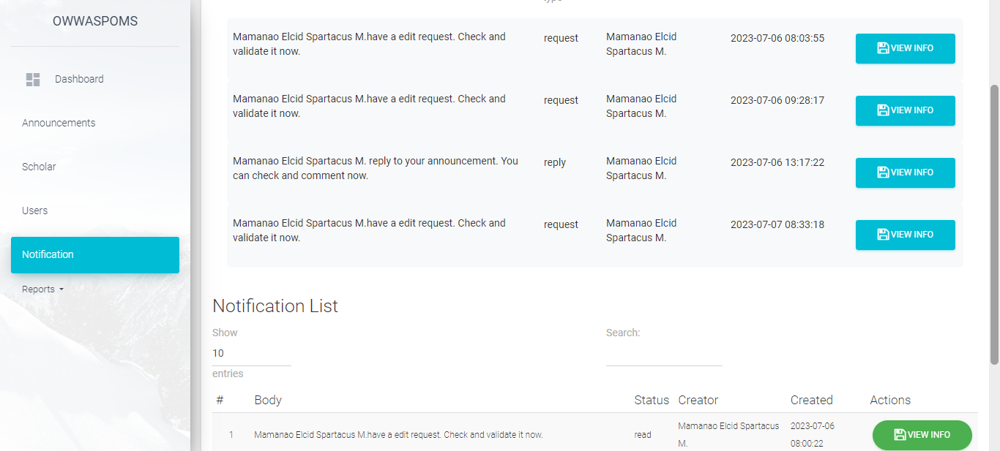 OWWASPOMS
Dashboard
Announcements
Scholar
Users
Notification
Reports
Mamanao Elcid Spartacus M.have a edit request. Check and
validate it now.
request
Mamanao Elcid
Spartacus M.
2023-07-06 08:03:55
VIEW INFO
Mamanao Elcid Spartacus M.have a edit request. Check and
validate it now.
request
Mamanao Elcid
Spartacus M.
2023-07-06 09:28:17
VIEW INFO
Mamanao Elcid Spartacus M. reply to your announcement. You
can check and comment now.
reply
Mamanao Elcid
Spartacus M.
2023-07-06 13:17:22
VIEW INFO
Mamanao Elcid Spartacus M.have a edit request. Check and
validate it now.
request
Mamanao Elcid
Spartacus M.
2023-07-07 08:33:18
VIEW INFO
Notification List
Show
10
entries
Search:
# Body Status Creator Created Actions
1
Mamanao Elcid Spartacus M.have a edit request. Check and validate it now.
read
Mamanao Elcid Spartacus
M.
2023-07-06
08:00:22
VIEW INFO